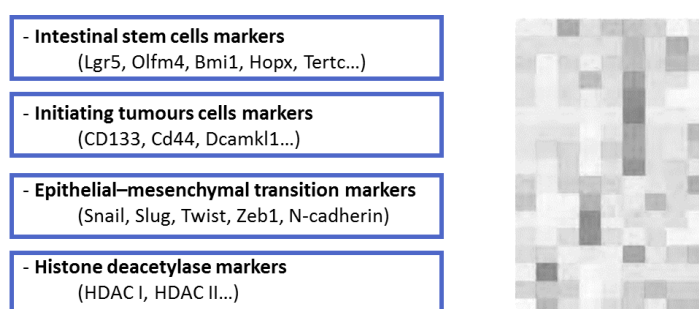 - Intestinal stem cells markers
(Lgr5, Olfm4, Bmi1, Hopx, Tertc...)
- Initiating tumours cells markers
(CD133, Cd44, Dcamkl1...)
- Epithelial–mesenchymal transition markers
(Snail, Slug, Twist, Zeb1, N-cadherin)
- Histone deacetylase markers
(HDAC I, HDAC II...)